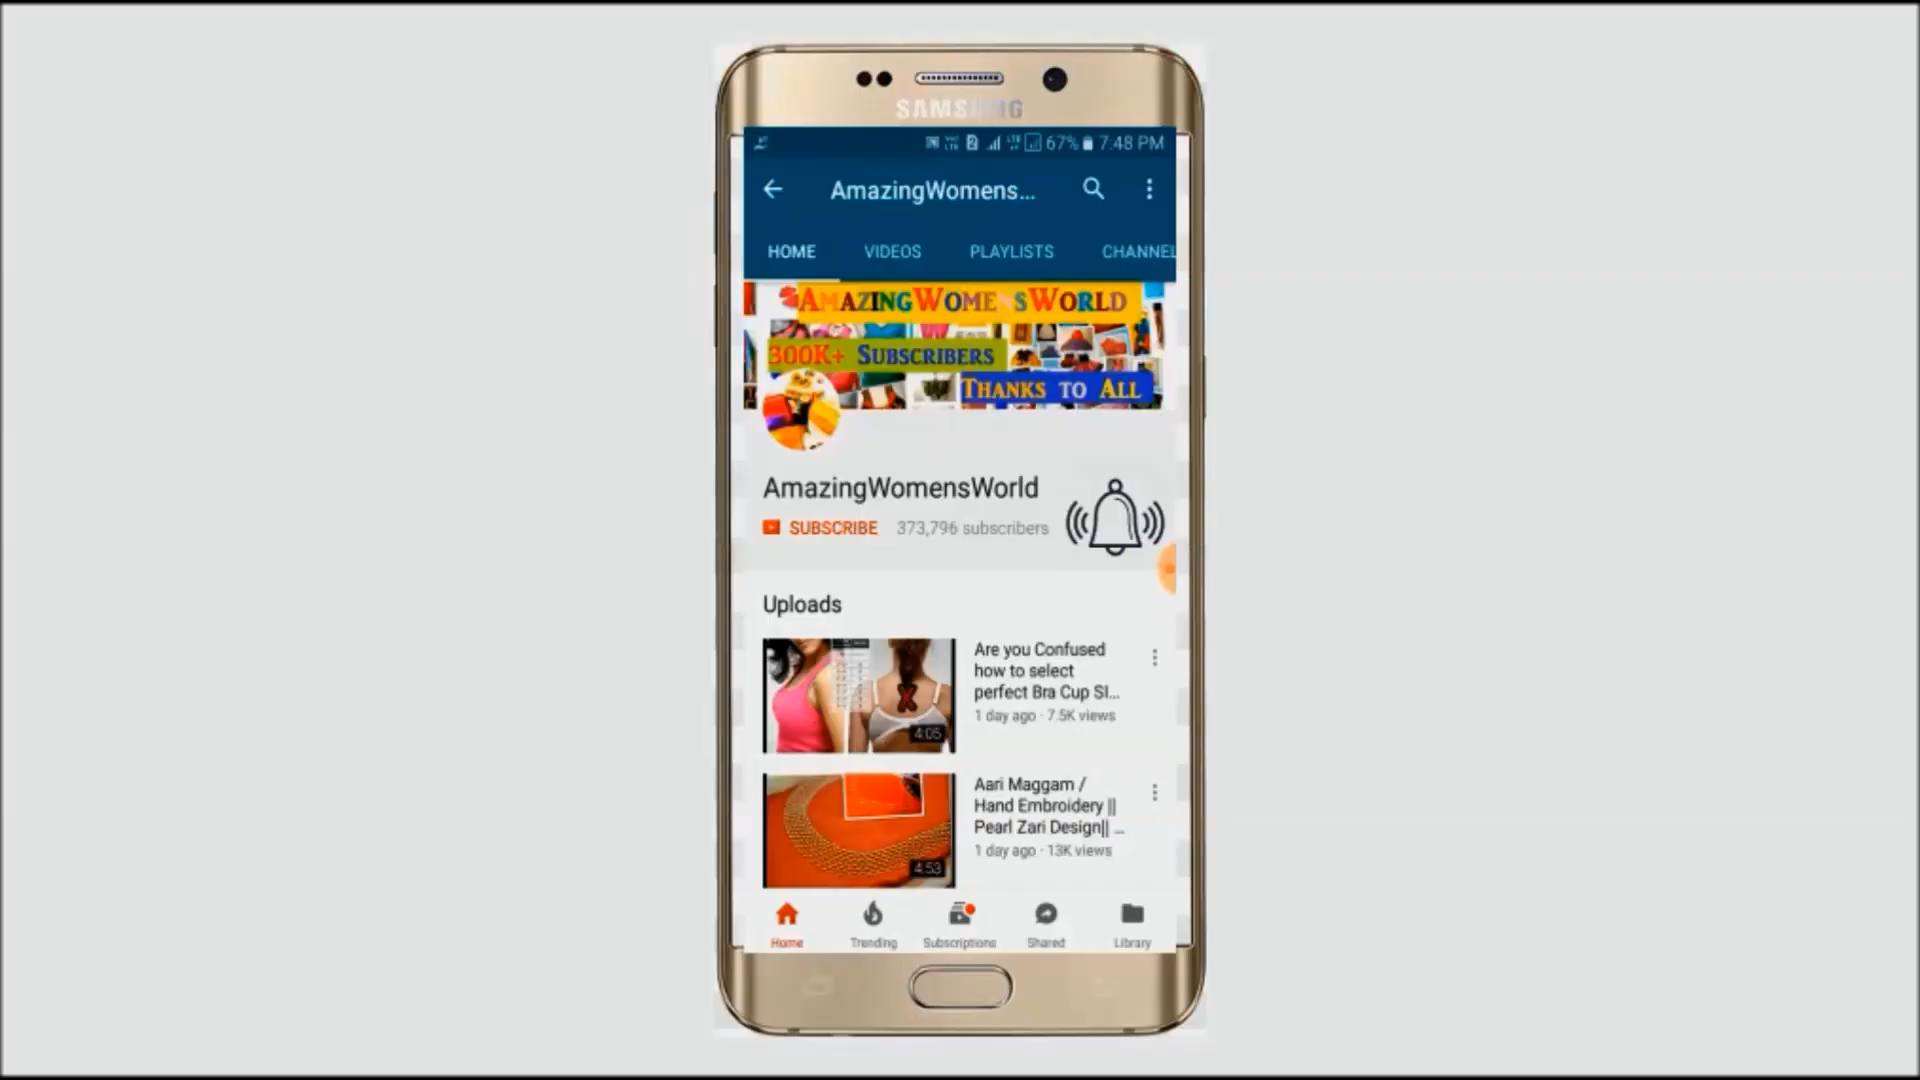 SAMSUNG
67% 7:48 PM
AmazingWomens...
HOME VIDEOS PLAYLISTS CHANNEL
AmazingWomensWorld
300K+ Subscribers
Thanks to All
AmazingWomensWorld
SUBSCRIBE 373,796 subscribers
Uploads
Are you Confused
how to select
perfect Bra Cup SI...
1 day ago · 7.5K views
4:05
Aari Maggam /
Hand Embroidery ||
Pearl Zari Design|| ...
1 day ago · 13K views
4:53
Home Trending Subscriptions Shared Library